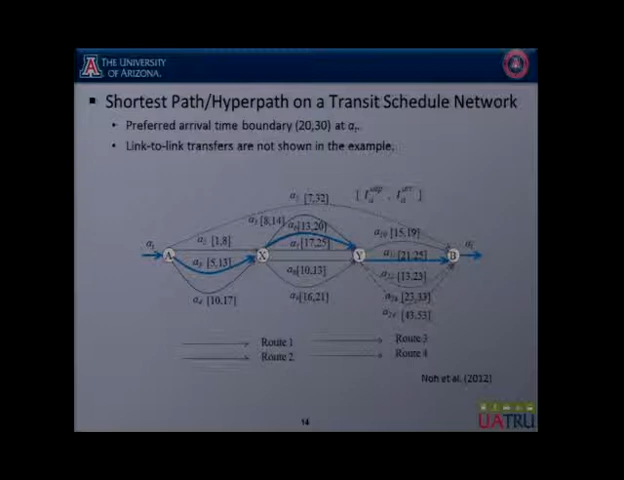 THE UNIVERSITY
OF ARIZONA.
Shortest Path/Hyperpath on a Transit Schedule Network
Preferred arrival time boundary (20,30) at
Link-to-link transfers are not shown in the example.
[7,32]
[8,14]
[13,20]
[15,19]
[1,8]
[17,25]
A
X
Y
B
[5,13]
[21,25]
[10,13]
[13,23]
[10,17]
[16,21]
[23,33]
[43,53]
Route 1
Route 3
Route 2
Route 4
Noh et al. (2012)
14
UATRU